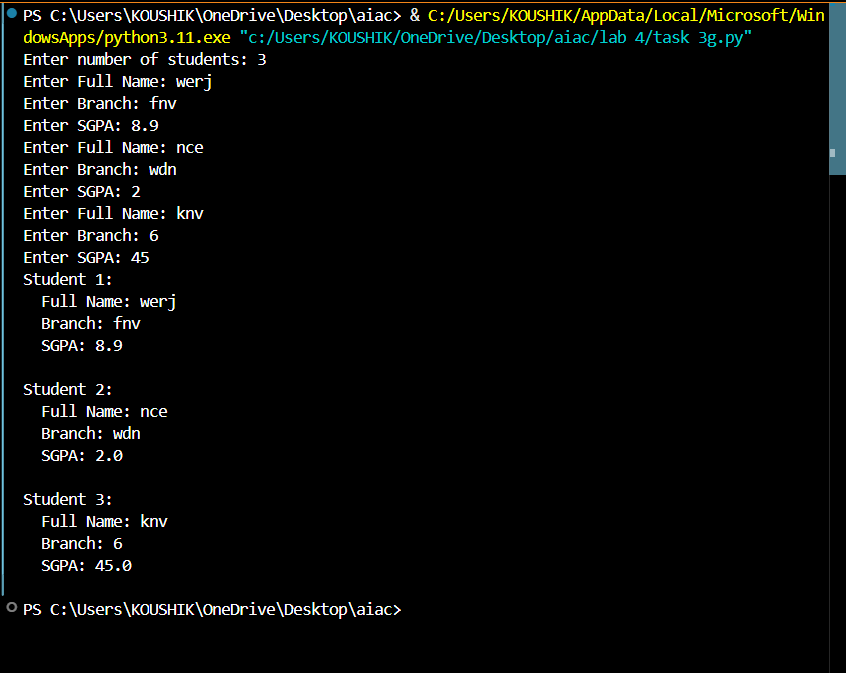 PS C:\Users\KOUSHIK\OneDrive\Desktop\aiac> & C:/Users/KOUSHIK/AppData/Local/Microsoft/Win
dowsApps/python3.11.exe "c:/Users/KOUSHIK/OneDrive/Desktop/aiac/lab 4/task 3g.py"
Enter number of students: 3
Enter Full Name: werj
Enter Branch: fnv
Enter SGPA: 8.9
Enter Full Name: nce
Enter Branch: wdn
Enter SGPA: 2
Enter Full Name: knv
Enter Branch: 6
Enter SGPA: 45
Student 1:
  Full Name: werj
  Branch: fnv
  SGPA: 8.9

Student 2:
  Full Name: nce
  Branch: wdn
  SGPA: 2.0

Student 3:
  Full Name: knv
  Branch: 6
  SGPA: 45.0

PS C:\Users\KOUSHIK\OneDrive\Desktop\aiac>